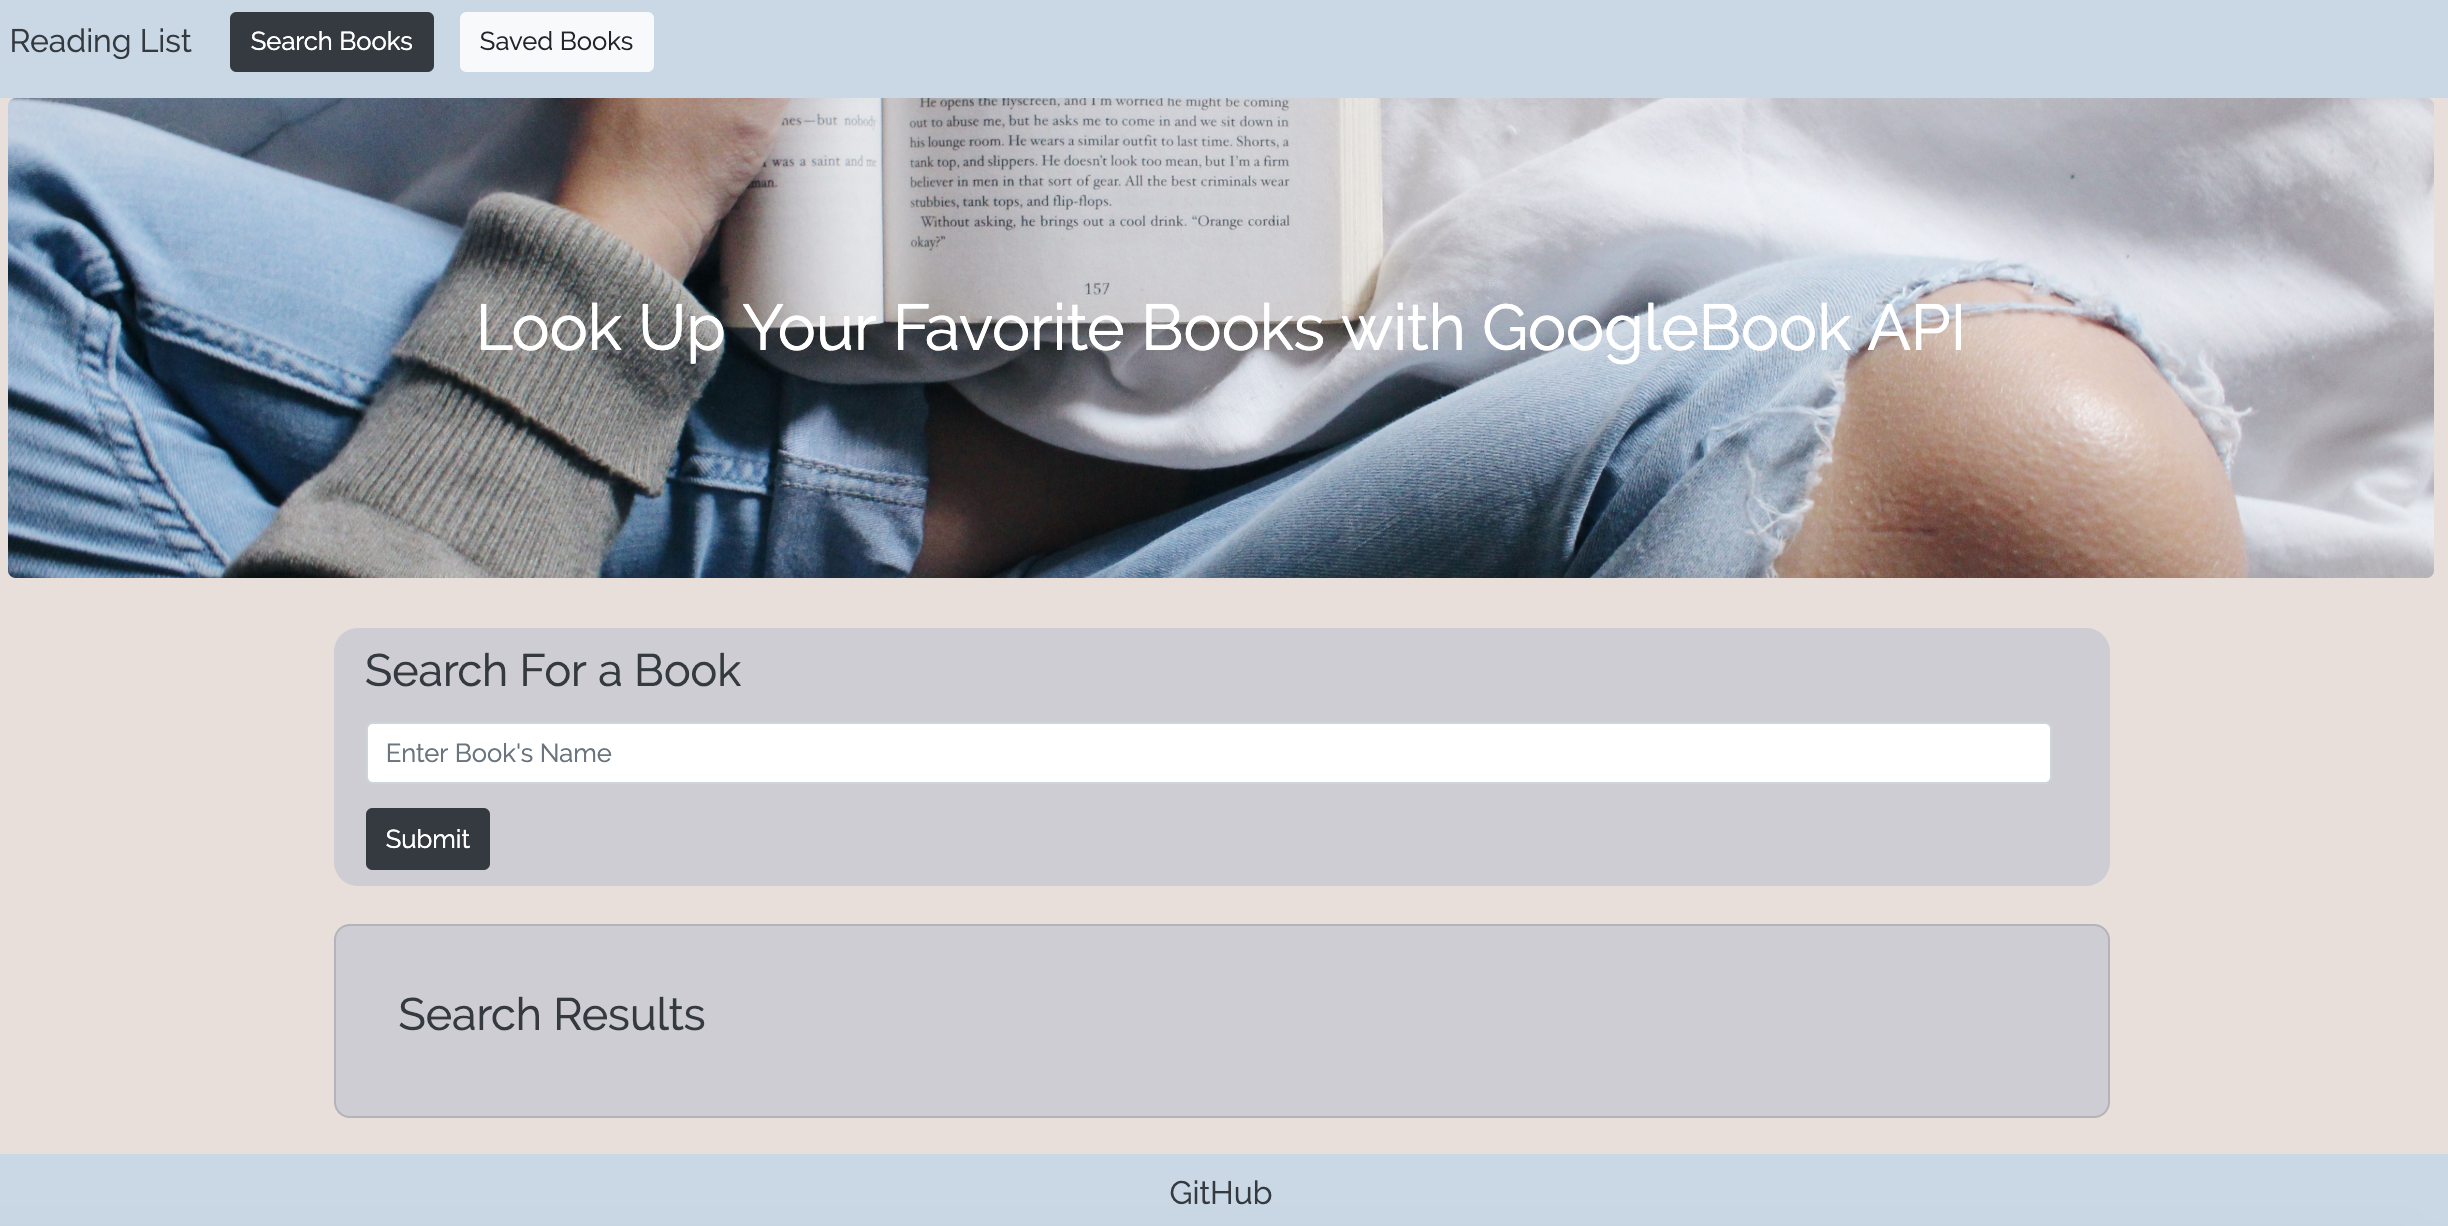 Reading List
Search Books
Saved Books
nes—but nobody
was a saint and me
man.
He opens the flyscreen, and I'm worried he might be coming
out to abuse me, but he asks me to come in and we sit down in
his lounge room. He wears a similar outfit to last time. Shorts, a
tank top, and slippers. He doesn't look too mean, but I'm a firm
believer in men in that sort of gear. All the best criminals wear
stubbies, tank tops, and flip-flops.
Without asking, he brings out a cool drink. “Orange cordial
okay?”
157
Look Up Your Favorite Books with GoogleBook API
Search For a Book
Enter Book's Name
Submit
Search Results
GitHub